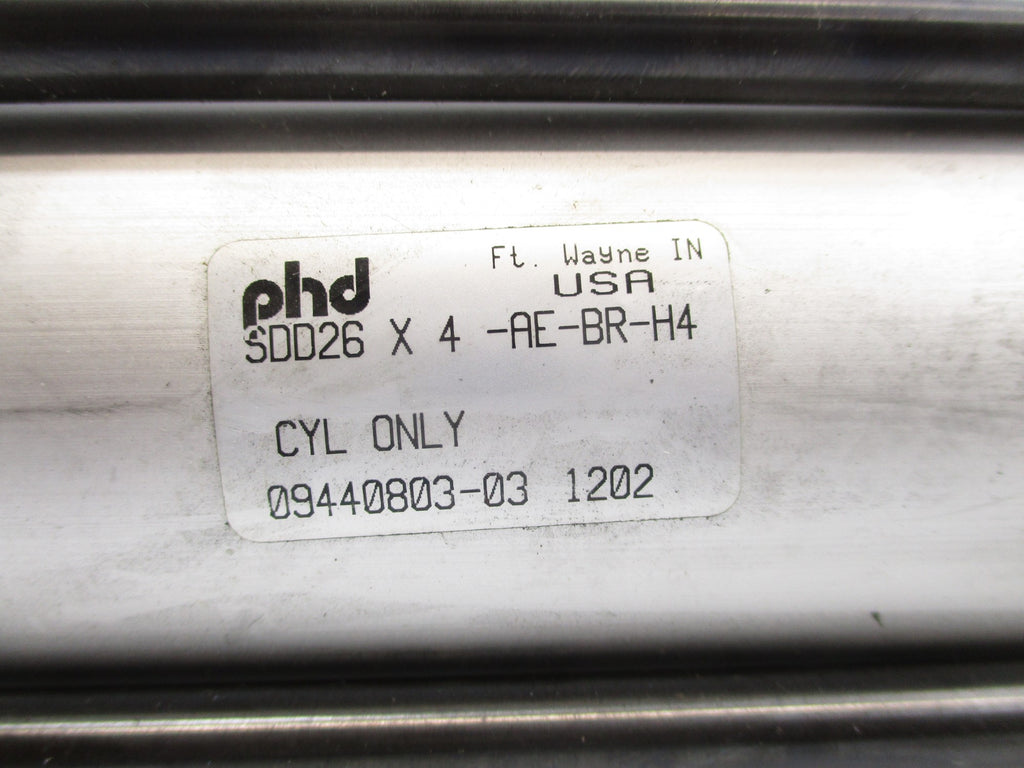 phd Ft. Wayne IN
USA
SDD26 X 4 -AE-BR-H4
CYL ONLY
09440803-03 1202